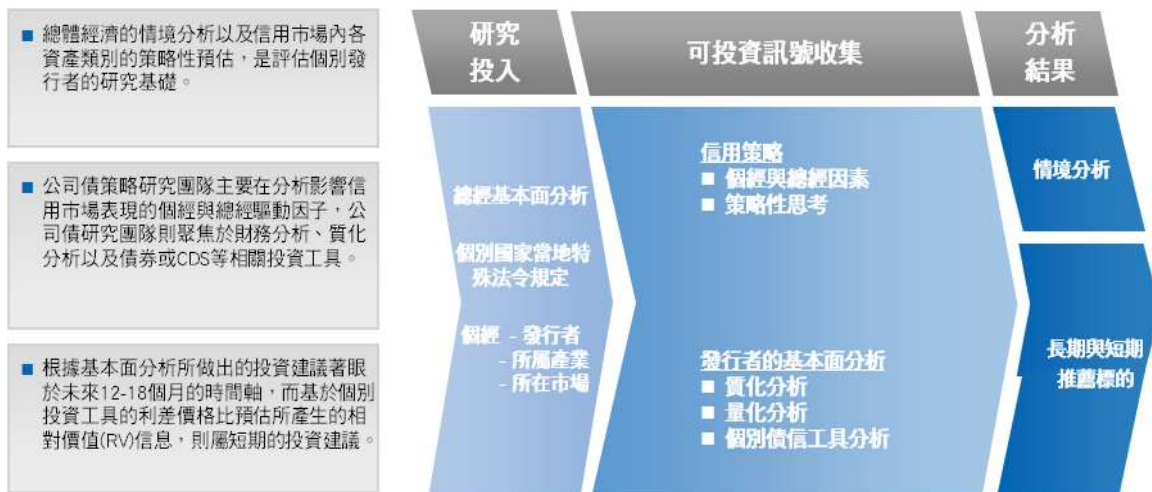 ■ 總體經濟的情境分析以及信用市場內各
資產類別的策略性預估，是評估個別發
行者的研究基礎。
■ 公司債策略研究團隊主要在分析影響信
用市場表現的個經與總經驅動因子，公
司債研究團隊則聚焦於財務分析、質化
分析以及債券或CDS等相關投資工具。
■ 根據基本面分析所做出的投資建議著眼
於未來12-18個月的時間軸，而基於個別
投資工具的利差價格比預估所產生的相
對價值(RV)信息，則屬短期的投資建議。
研究
投入
總經基本面分析
個別國家當地特
殊法令規定
個經 - 發行者
- 所屬產業
- 所在市場
可投資訊號收集
信用策略
■ 個經與總經因素
■ 策略性思考
發行者的基本面分析
■ 質化分析
■ 量化分析
■ 個別債信工具分析
分析
結果
情境分析
長期與短期
推薦標的